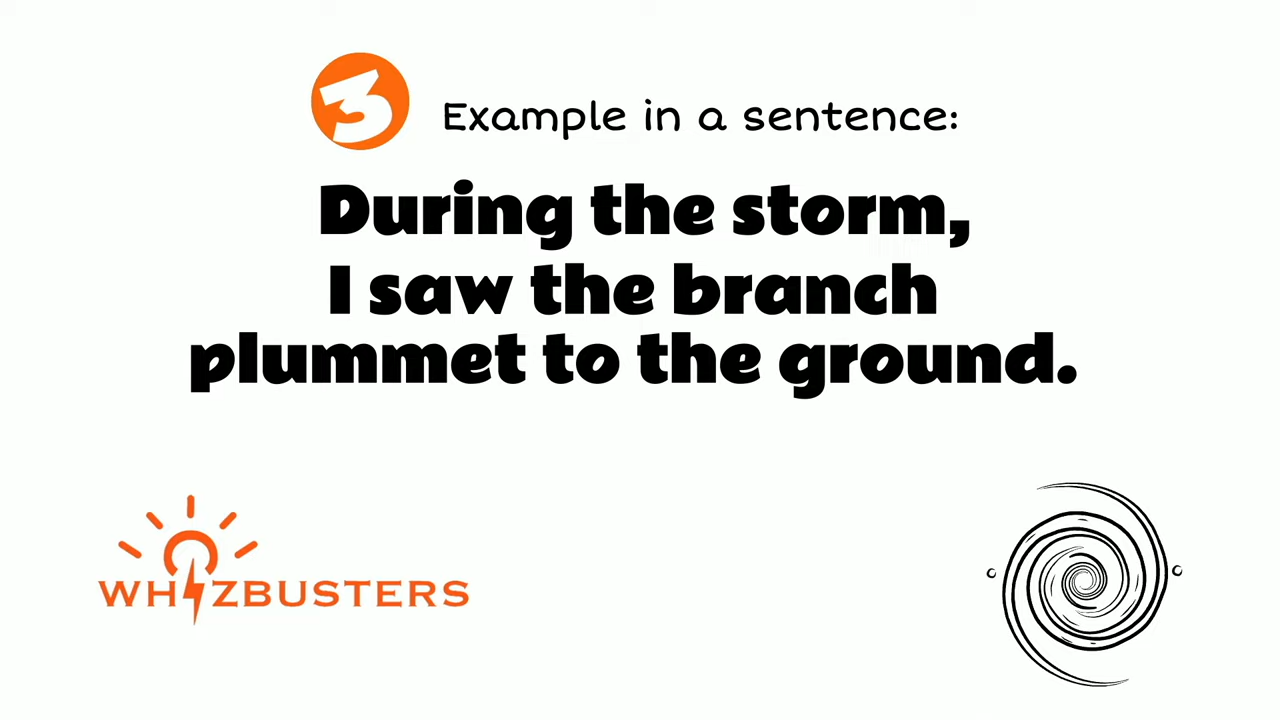 3 Example in a sentence:
During the storm,
I saw the branch
plummet to the ground.
WHIZBUSTERS